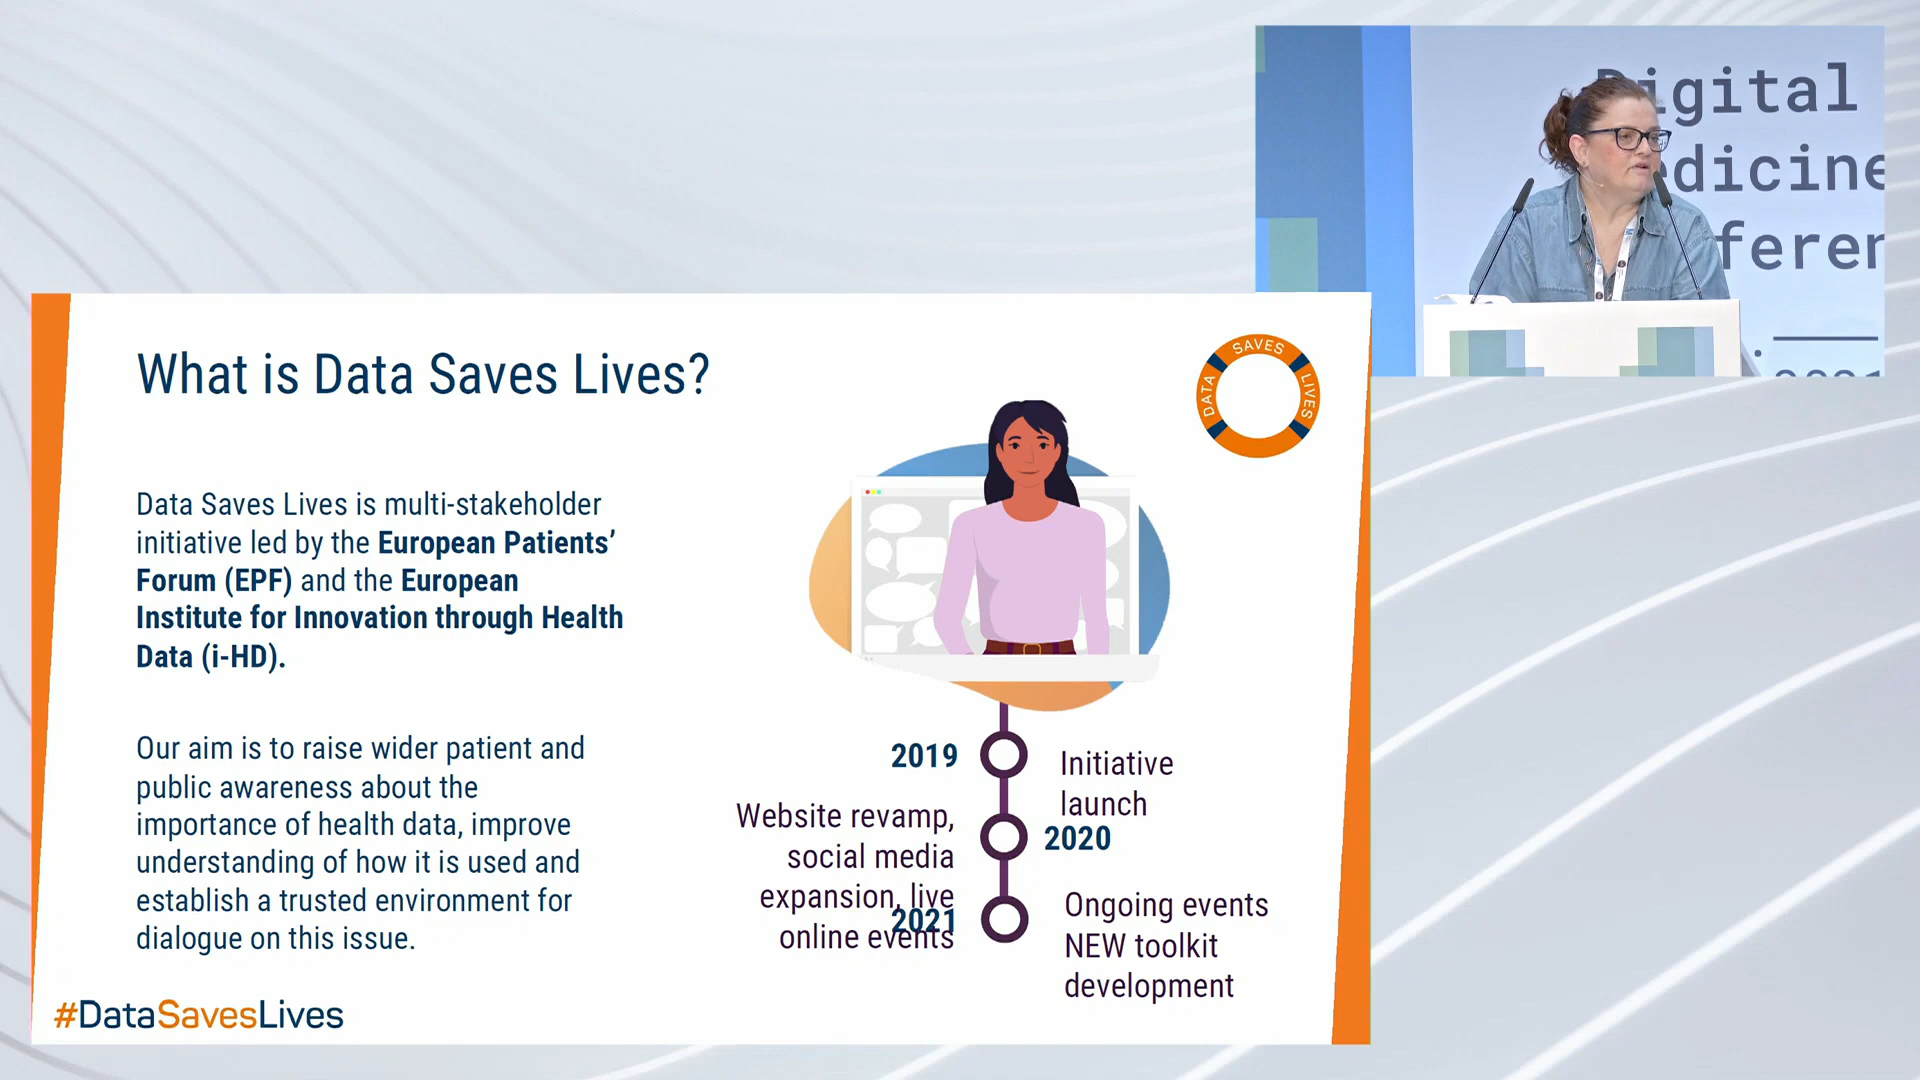 Digital
edicine
feren
What is Data Saves Lives?
DATA SAVES LIVES
Data Saves Lives is multi-stakeholder
initiative led by the European Patients’
Forum (EPF) and the European
Institute for Innovation through Health
Data (i-HD).
Our aim is to raise wider patient and
public awareness about the
importance of health data, improve
understanding of how it is used and
establish a trusted environment for
dialogue on this issue.
2019
Initiative
launch
2020
Website revamp,
social media
expansion, live
online events
2021
Ongoing events
NEW toolkit
development
#DataSavesLives